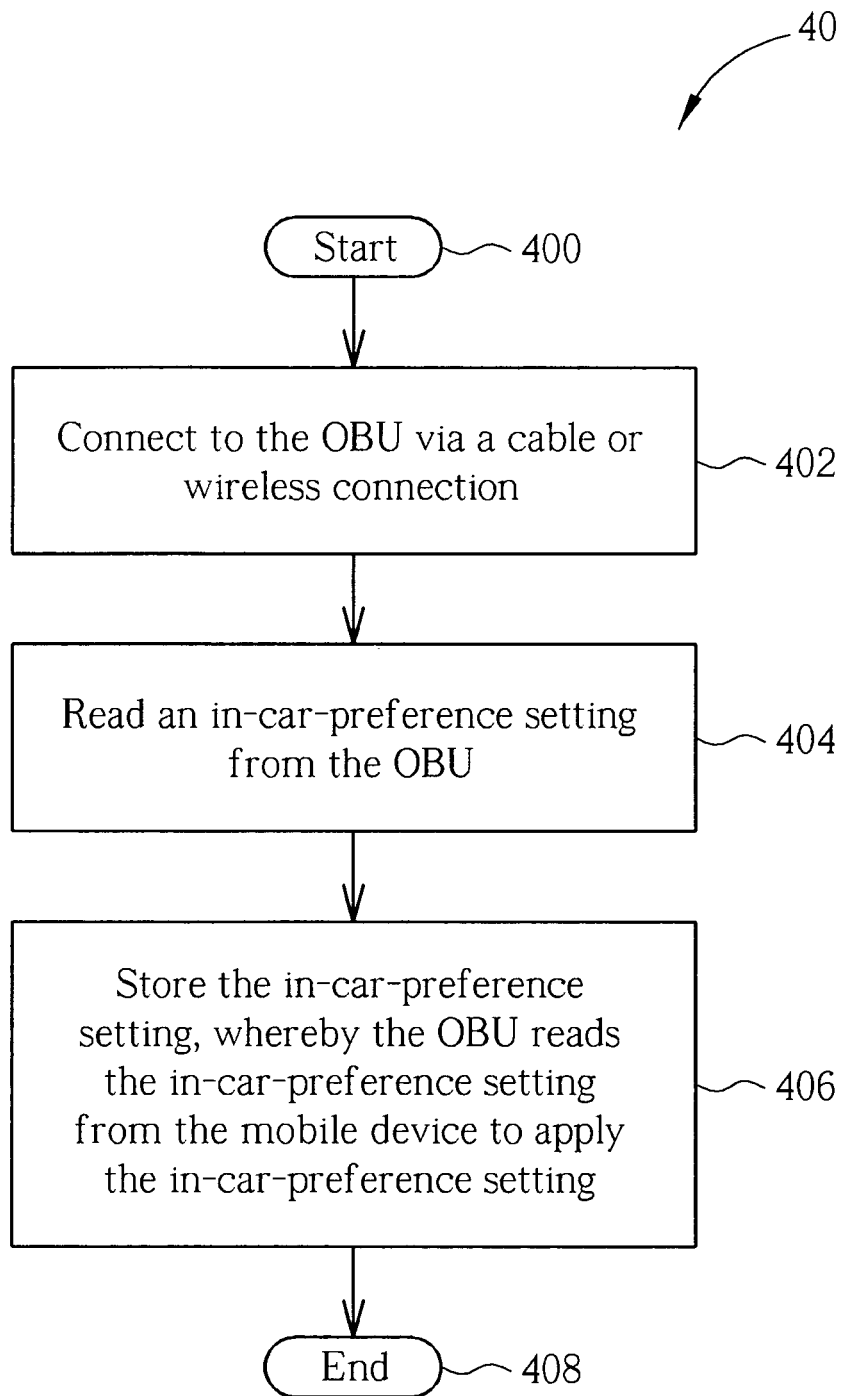 40
Start
400
Connect to the OBU via a cable or
wireless connection
402
Read an in-car-preference setting
from the OBU
404
Store the in-car-preference
setting, whereby the OBU reads
the in-car-preference setting
from the mobile device to apply
the in-car-preference setting
406
End
408